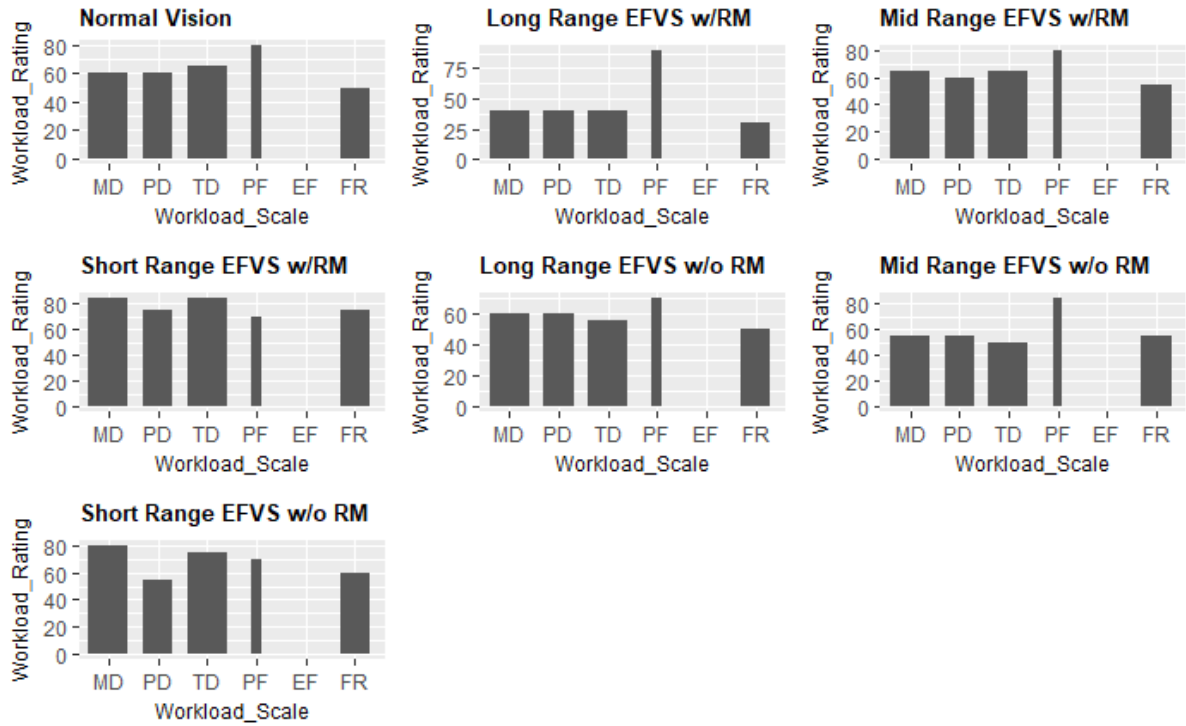 Normal Vision
Workload_Rating
80
60
40
20
0
MD PD TD PF EF FR
Workload_Scale
Long Range EFVS w/RM
Workload_Rating
75
50
25
0
MD PD TD PF EF FR
Workload_Scale
Mid Range EFVS w/RM
Workload_Rating
80
60
40
20
0
MD PD TD PF EF FR
Workload_Scale
Short Range EFVS w/RM
Workload_Rating
80
60
40
20
0
MD PD TD PF EF FR
Workload_Scale
Long Range EFVS w/o RM
Workload_Rating
60
40
20
0
MD PD TD PF EF FR
Workload_Scale
Mid Range EFVS w/o RM
Workload_Rating
80
60
40
20
0
MD PD TD PF EF FR
Workload_Scale
Short Range EFVS w/o RM
Workload_Rating
80
60
40
20
0
MD PD TD PF EF FR
Workload_Scale